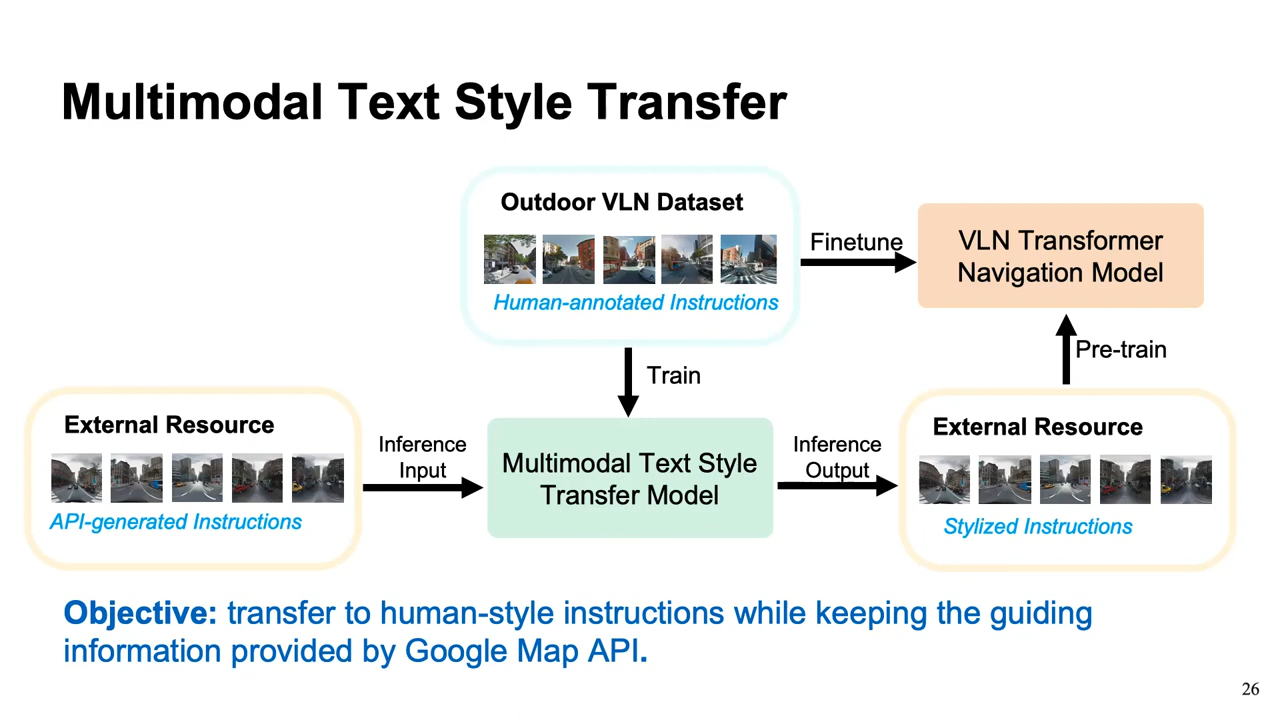 Multimodal Text Style Transfer
Outdoor VLN Dataset
Human-annotated Instructions
Finetune
VLN Transformer
Navigation Model
Train
Pre-train
External Resource
API-generated Instructions
Inference
Input
Multimodal Text Style
Transfer Model
Inference
Output
External Resource
Stylized Instructions
Objective: transfer to human-style instructions while keeping the guiding
information provided by Google Map API.
26